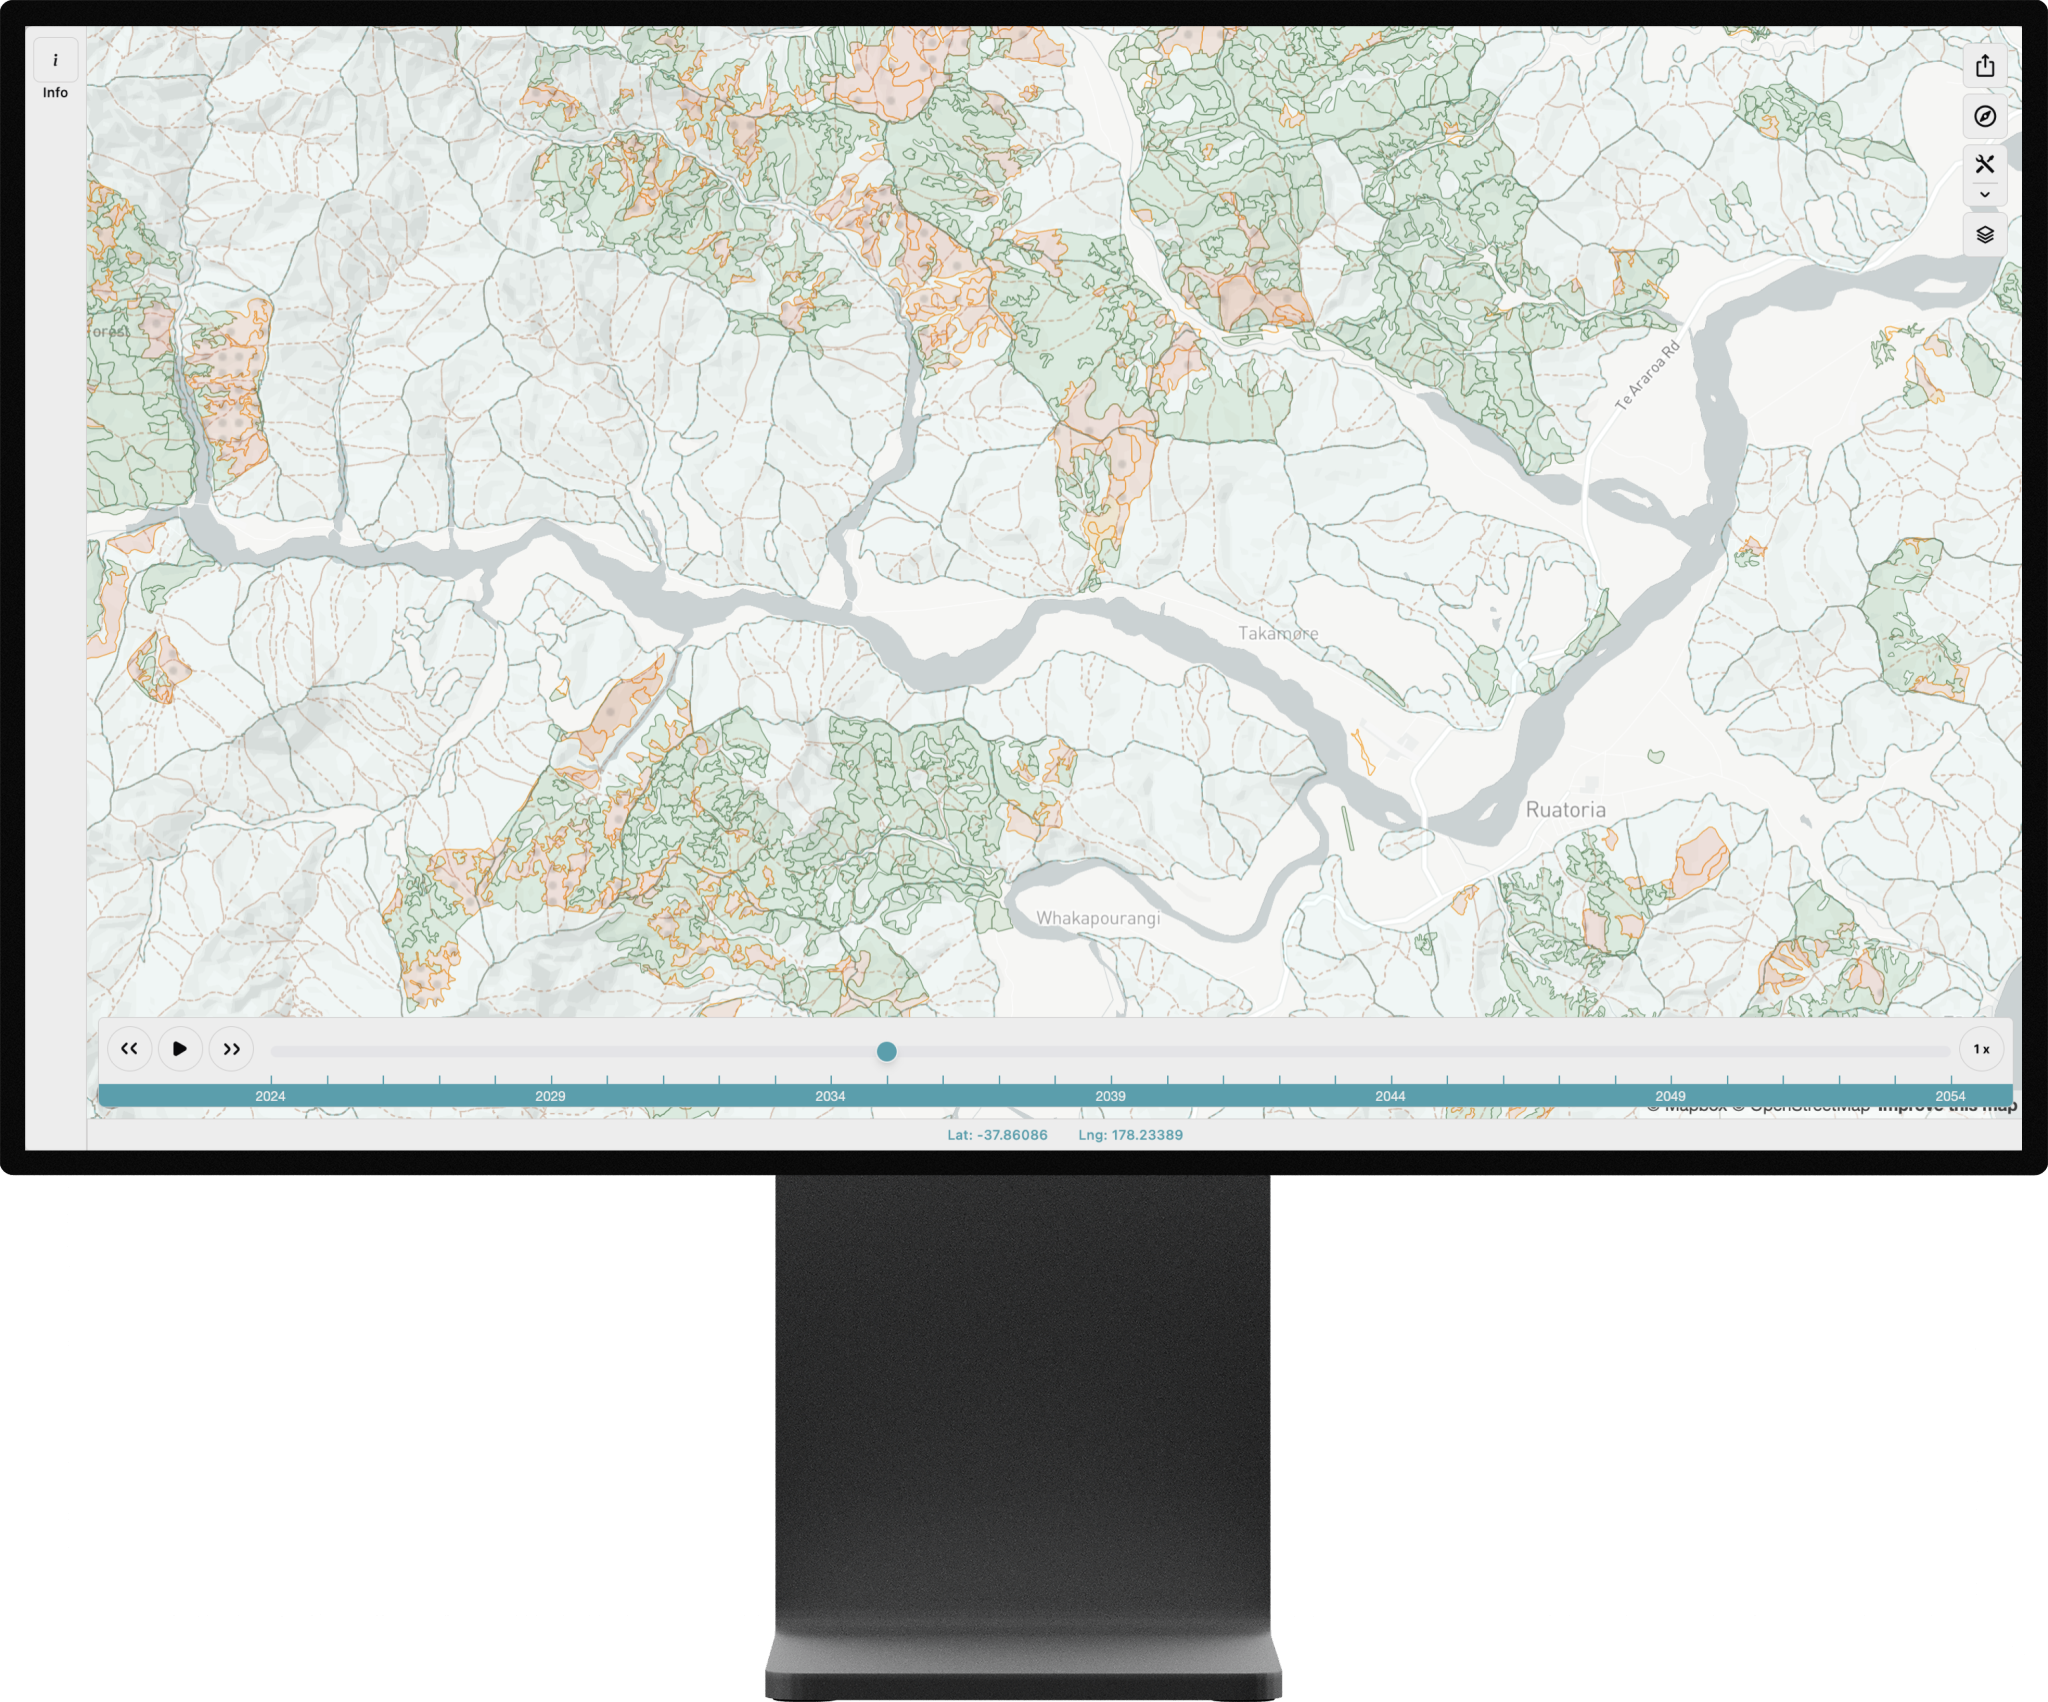 i
Info
orest
Te Araroa Rd
Takamore
Ruatoria
Whakapourangi
1 x
2024 2029 2034 2039 2044 2049 2054
© Mapbox © OpenStreetMap Improve this map
Lat: -37.86086 Lng: 178.23389